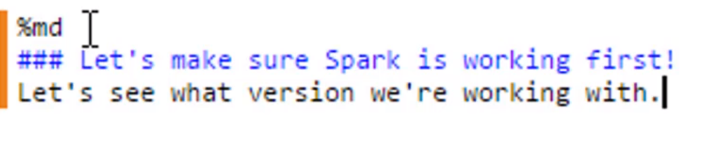 %md
### Let's make sure Spark is working first!
Let's see what version we're working with.